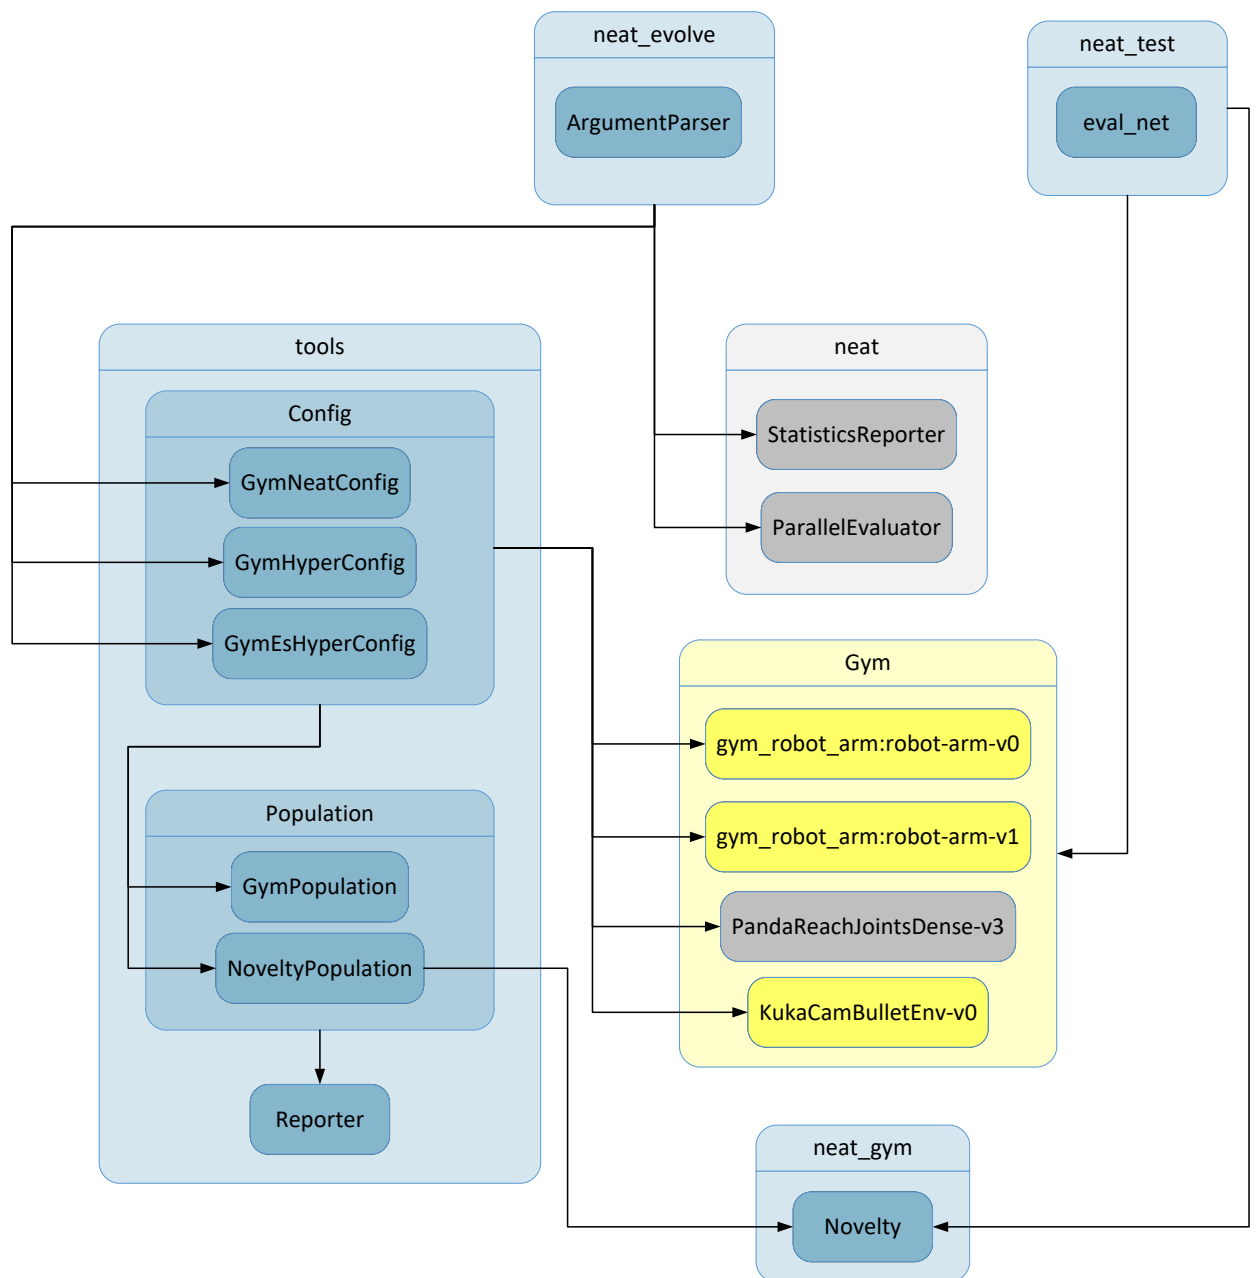 neat_evolve
ArgumentParser
neat_test
eval_net
tools
Config
GymNeatConfig
GymHyperConfig
GymEsHyperConfig
Population
GymPopulation
NoveltyPopulation
Reporter
neat
StatisticsReporter
ParallelEvaluator
Gym
gym_robot_arm:robot-arm-v0
gym_robot_arm:robot-arm-v1
PandaReachJointsDense-v3
KukaCamBulletEnv-v0
neat_gym
Novelty